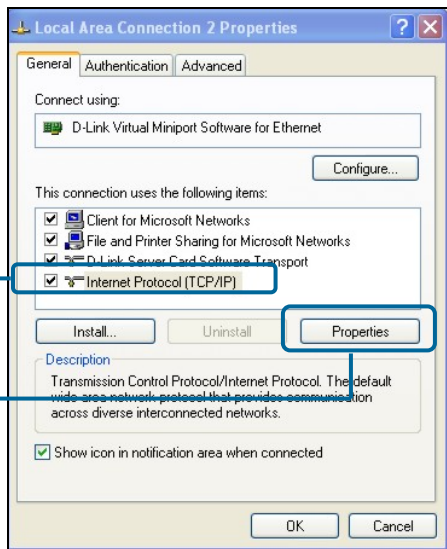 Local Area Connection 2 Properties
General Authentication Advanced
Connect using:
D-Link Virtual Miniport Software for Ethernet
Configure...
This connection uses the following items:
Client for Microsoft Networks
File and Printer Sharing for Microsoft Networks
D-Link Server Card Software Transport
Internet Protocol (TCP/IP)
Install... Uninstall Properties
Description
Transmission Control Protocol/Internet Protocol. The default
wide area network protocol that provides communication
across diverse interconnected networks.
Show icon in notification area when connected
OK Cancel